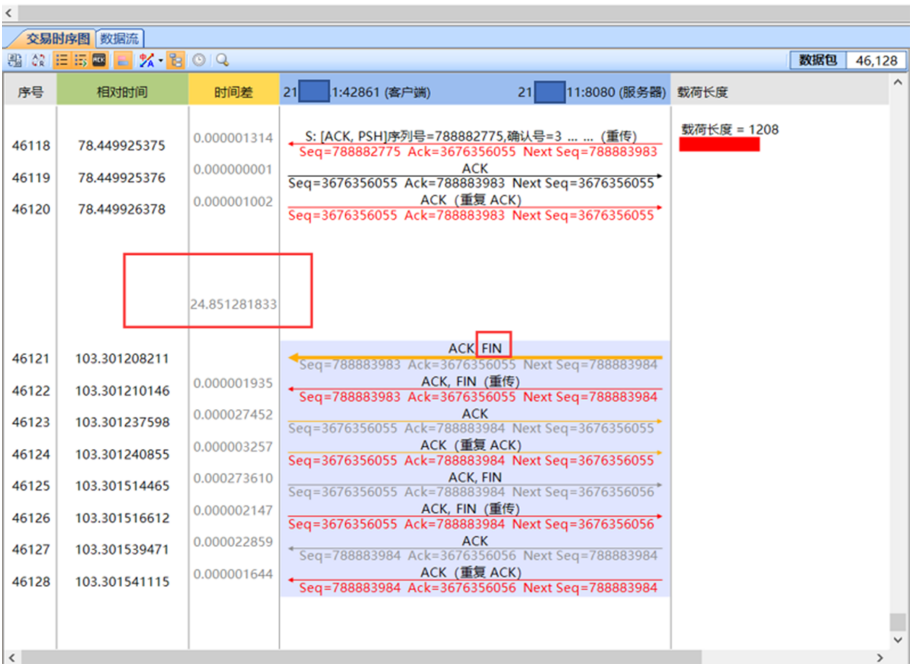 交易时序图 数据流
数据包 46,128
序号 相对时间 时间差 21 1:42861 (客户端) 21 11:8080 (服务器) 载荷长度
46118 78.449925375 0.000001314 S: [ACK, PSH]序列号=788882775,确认号=3 ... ... (重传) 载荷长度 = 1208
Seq=788882775 Ack=3676356055 Next Seq=788883983
46119 78.449925376 0.000000001 ACK
Seq=3676356055 Ack=788883983 Next Seq=3676356055
46120 78.449926378 0.000001002 ACK (重复 ACK)
Seq=3676356055 Ack=788883983 Next Seq=3676356055
24.851281833
46121 103.301208211 ACK, FIN
Seq=788883983 Ack=3676356055 Next Seq=788883984
46122 103.301210146 0.000001935 ACK, FIN (重传)
Seq=788883983 Ack=3676356055 Next Seq=788883984
46123 103.301237598 0.000027452 ACK
Seq=3676356055 Ack=788883984 Next Seq=3676356055
46124 103.301240855 0.000003257 ACK (重复 ACK)
Seq=3676356055 Ack=788883984 Next Seq=3676356055
46125 103.301514465 0.000273610 ACK, FIN
Seq=3676356055 Ack=788883984 Next Seq=3676356056
46126 103.301516612 0.000002147 ACK, FIN (重传)
Seq=3676356055 Ack=788883984 Next Seq=3676356056
46127 103.301539471 0.000022859 ACK
Seq=788883984 Ack=3676356056 Next Seq=788883984
46128 103.301541115 0.000001644 ACK (重复 ACK)
Seq=788883984 Ack=3676356056 Next Seq=788883984